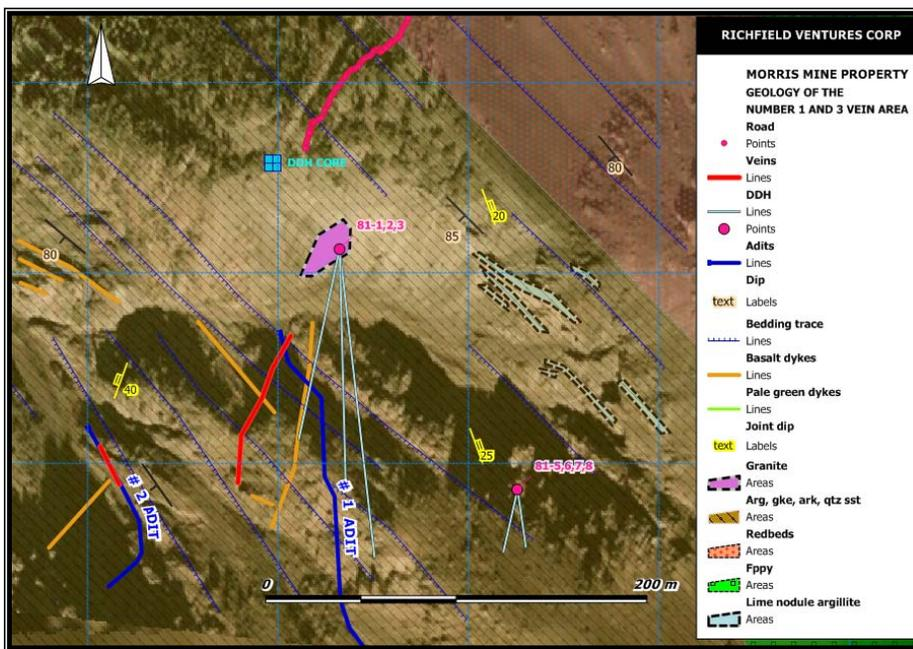 RICHFIELD VENTURES CORP
MORRIS MINE PROPERTY
GEOLOGY OF THE
NUMBER 1 AND 3 VEIN AREA
Road
Points
Veins
Lines
DDH
Lines
Points
Adits
Lines
Dip
text Labels
Bedding trace
Lines
Basalt dykes
Lines
Pale green dykes
Lines
Joint dip
text Labels
Granite
Areas
Arg, gke, ark, qtz sst
Areas
Redbeds
Areas
Fppy
Areas
Lime nodule argillite
Areas
DDH CORE
80
20
81-1,2,3
85
80
40
25
81-5,6,7,8
# 2 ADIT
# 1 ADIT
0 200 m